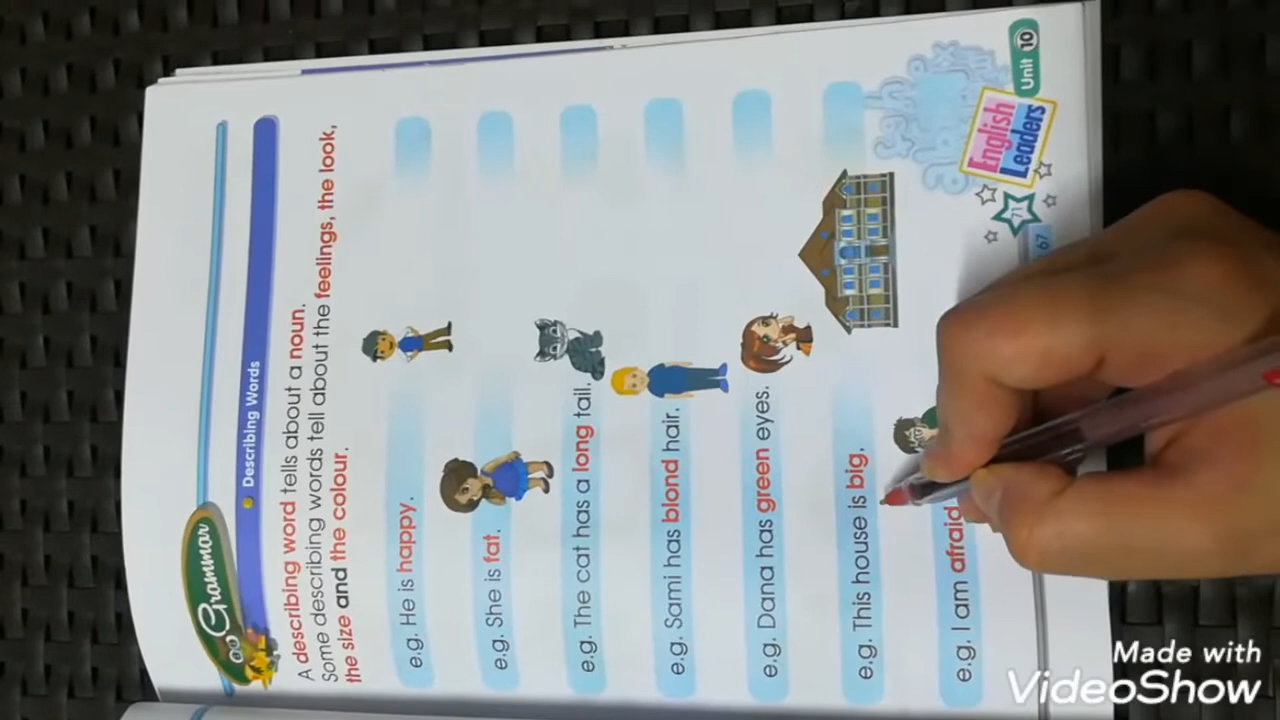 Grammar
Describing Words
A describing word tells about a noun.
Some describing words tell about the feelings, the look,
the size and the colour.
e.g. He is happy.
e.g. She is fat.
e.g. The cat has a long tail.
e.g. Sami has blond hair.
e.g. Dana has green eyes.
e.g. This house is big.
e.g. I am afraid
English
Leaders
Unit 10
71
67
Made with
VideoShow